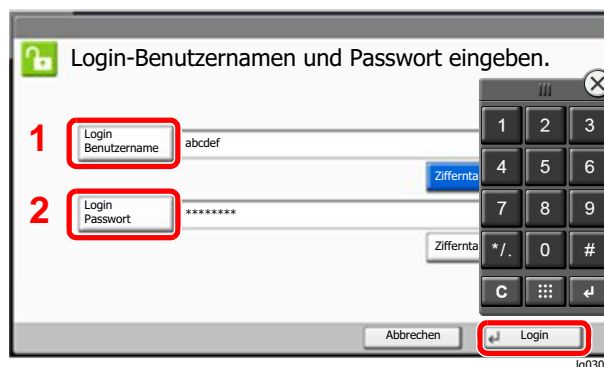 Login-Benutzernamen und Passwort eingeben.
1
Login
Benutzername
abcdef
Ziffernta
2
Login
Passwort
********
Ziffernta
1 2 3
4 5 6
7 8 9
*/. 0 #
C
Abbrechen
Login